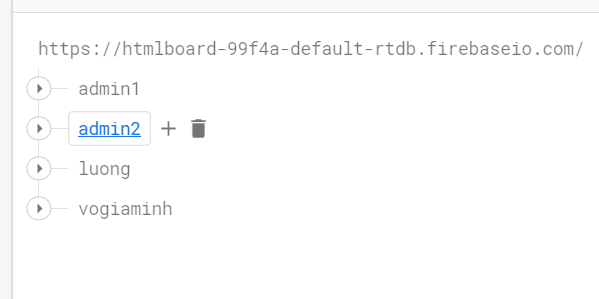 https://htmlboard-99f4a-default-rtdb.firebaseio.com/
admin1
admin2
luong
vogiaminh